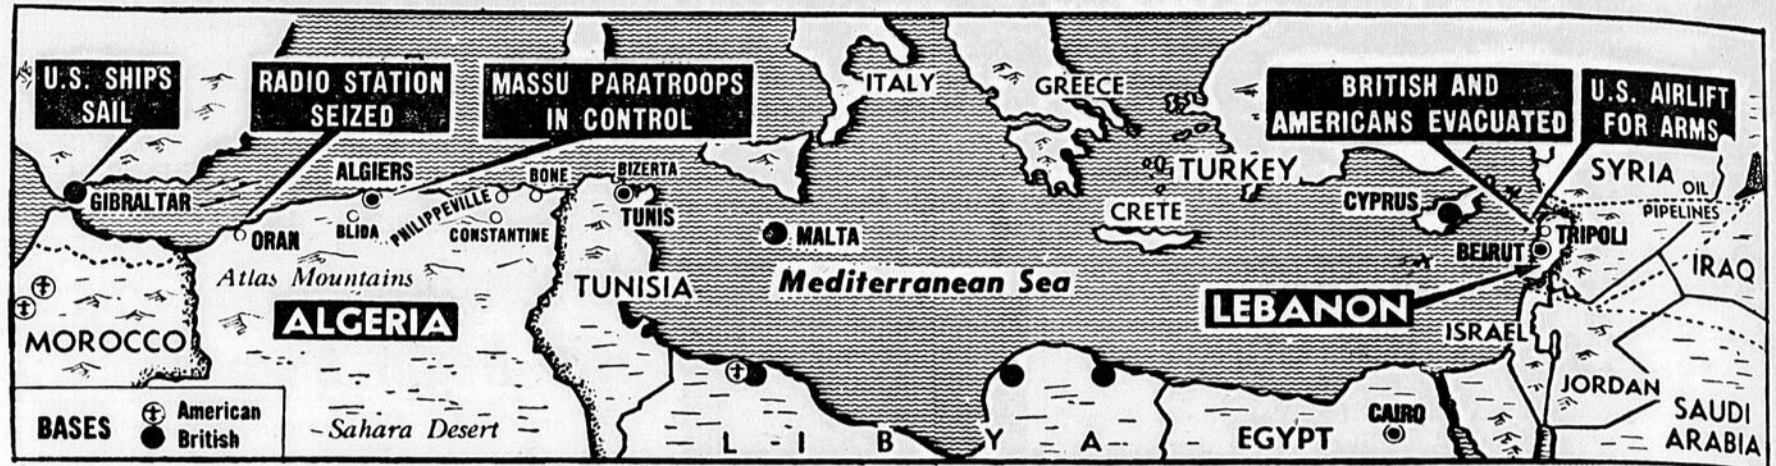 U.S. SHIPS
SAIL
RADIO STATION
SEIZED
MASSU PARATROOPS
IN CONTROL
ITALY
GREECE
BRITISH AND
AMERICANS EVACUATED
U.S. AIRLIFT
FOR ARMS
GIBRALTAR
ALGIERS
BONE
BIZERTA
TURKEY
SYRIA
OIL
PIPELINES
ORAN
BLIDA
PHILIPPEVILLE
CONSTANTINE
TUNIS
MALTA
CRETE
CYPRUS
TRIPOLI
BEIRUT
Atlas Mountains
TUNISIA
Mediterranean Sea
LEBANON
IRAQ
MOROCCO
ALGERIA
ISRAEL
JORDAN
BASES
American
British
Sahara Desert
LIBYA
EGYPT
CAIRO
SAUDI
ARABIA